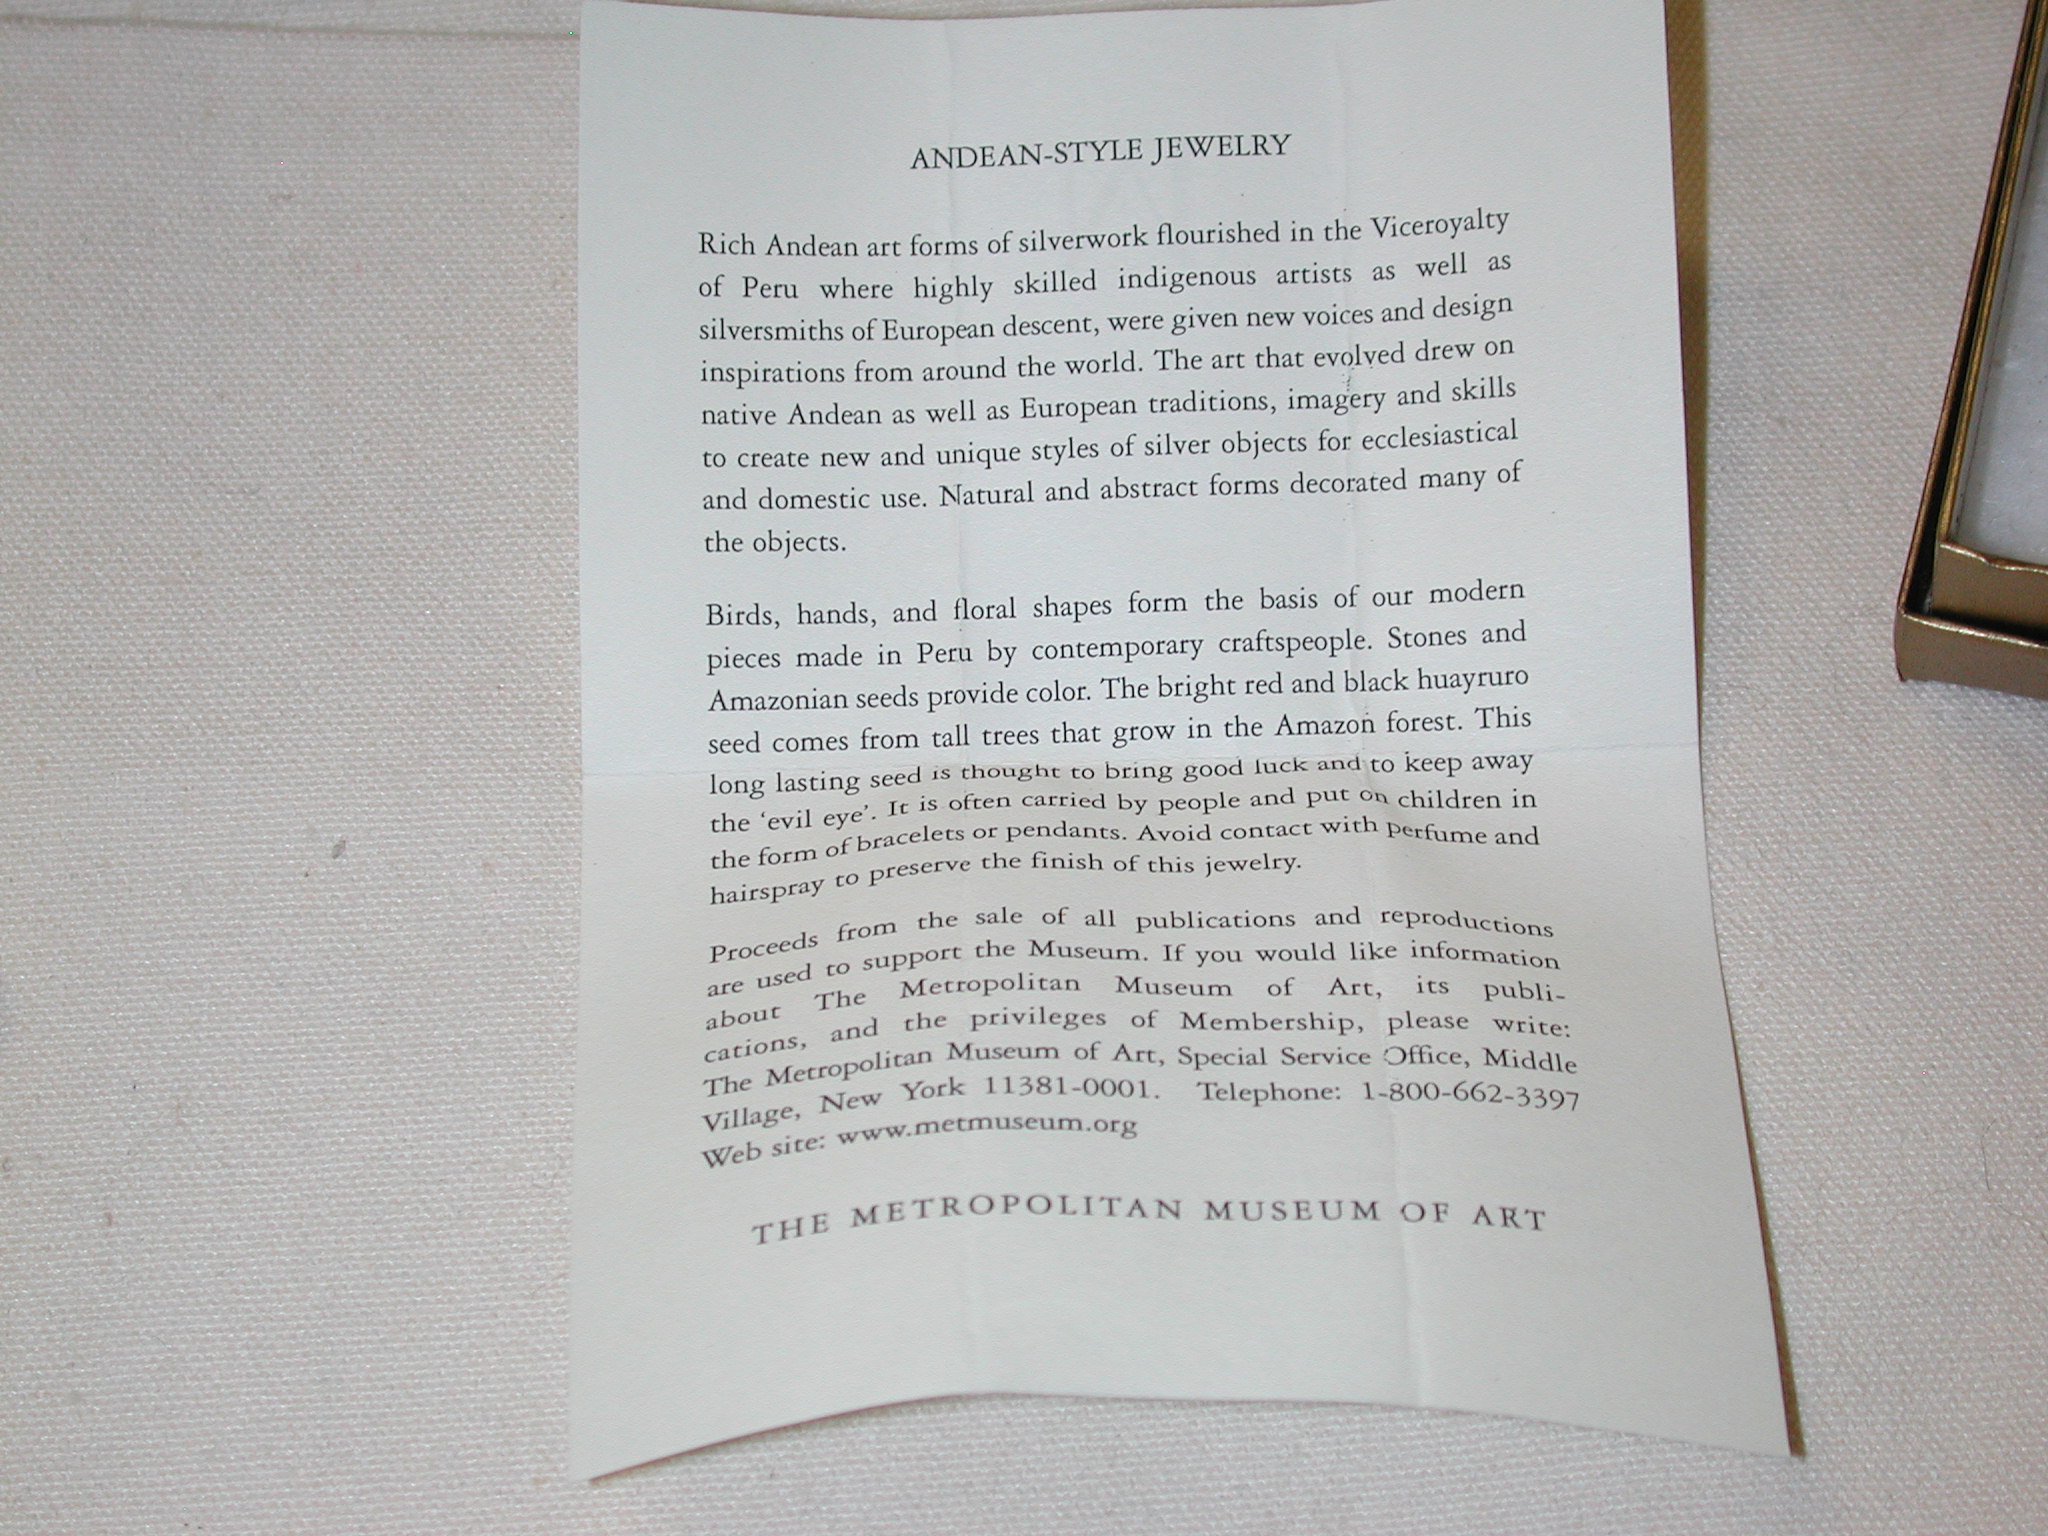 ANDEAN-STYLE JEWELRY
Rich Andean art forms of silverwork flourished in the Viceroyalty
of Peru where highly skilled indigenous artists as well as
silversmiths of European descent, were given new voices and design
inspirations from around the world. The art that evolved drew on
native Andean as well as European traditions, imagery and skills
to create new and unique styles of silver objects for ecclesiastical
and domestic use. Natural and abstract forms decorated many of
the objects.
Birds, hands, and floral shapes form the basis of our modern
pieces made in Peru by contemporary craftspeople. Stones and
Amazonian seeds provide color. The bright red and black huayruro
seed comes from tall trees that grow in the Amazon forest. This
long lasting seed is thought to bring good luck and to keep away
the ‘evil eye’. It is often carried by people and put on children in
the form of bracelets or pendants. Avoid contact with perfume and
hairspray to preserve the finish of this jewelry.
Proceeds from the sale of all publications and reproductions
are used to support the Museum. If you would like information
about The Metropolitan Museum of Art, its publi-
cations, and the privileges of Membership, please write:
The Metropolitan Museum of Art, Special Service Office, Middle
Village, New York 11381-0001. Telephone: 1-800-662-3397
Web site: www.metmuseum.org
THE METROPOLITAN MUSEUM OF ART